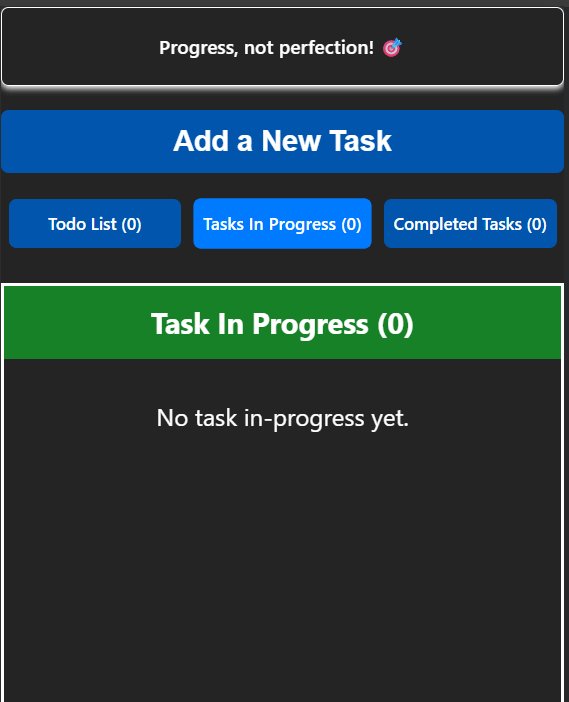 Progress, not perfection! 🎯
Add a New Task
Todo List (0)
Tasks In Progress (0)
Completed Tasks (0)
Task In Progress (0)
No task in-progress yet.